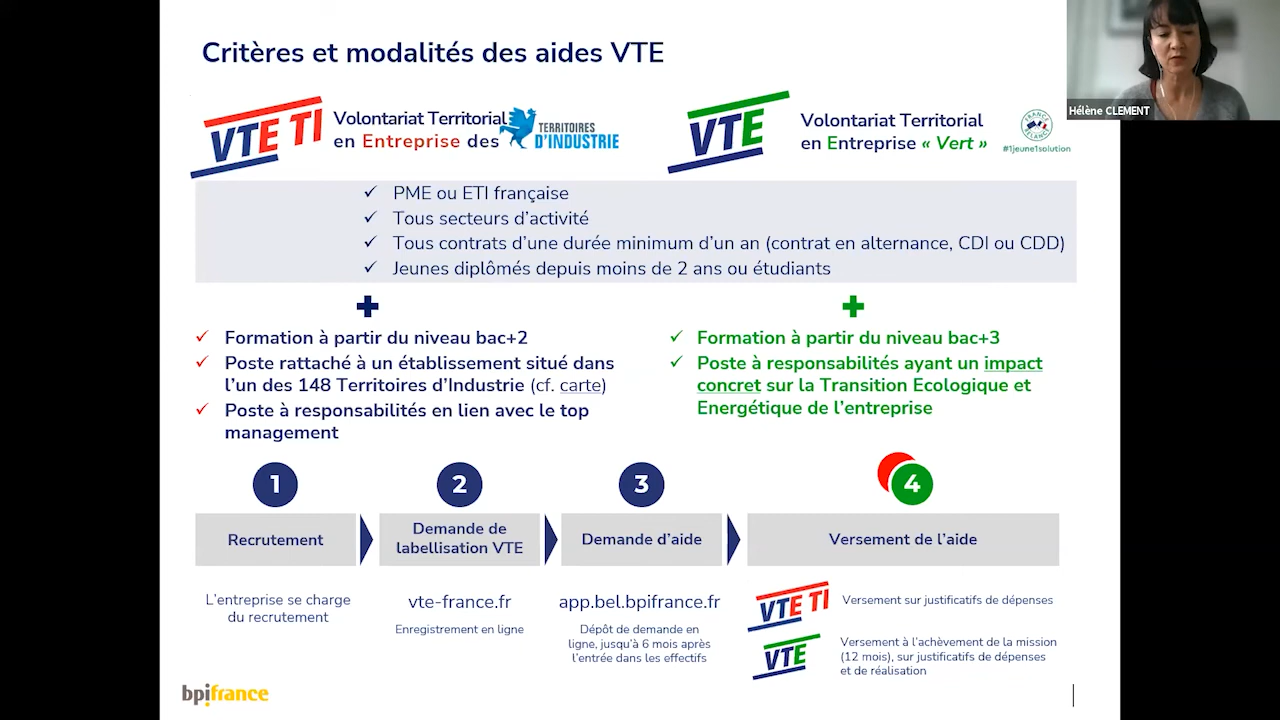 Critères et modalités des aides VTE
Hélène CLEMENT
VTE TI
Volontariat Territorial
en Entreprise des
TERRITOIRES
D'INDUSTRIE
VTE
Volontariat Territorial
en Entreprise « Vert »
FRANCE
RELANCE
#1jeune1solution
✓ PME ou ETI française
✓ Tous secteurs d'activité
✓ Tous contrats d'une durée minimum d'un an (contrat en alternance, CDI ou CDD)
✓ Jeunes diplômés depuis moins de 2 ans ou étudiants
✓ Formation à partir du niveau bac+2
✓ Poste rattaché à un établissement situé dans
l'un des 148 Territoires d'Industrie (cf. carte)
✓ Poste à responsabilités en lien avec le top
management
✓ Formation à partir du niveau bac+3
✓ Poste à responsabilités ayant un impact
concret sur la Transition Ecologique et
Energétique de l'entreprise
1
Recrutement
L'entreprise se charge
du recrutement
2
Demande de
labellisation VTE
vte-france.fr
Enregistrement en ligne
3
Demande d'aide
app.bel.bpifrance.fr
Dépôt de demande en
ligne, jusqu'à 6 mois après
l'entrée dans les effectifs
4
Versement de l'aide
VTE TI
Versement sur justificatifs de dépenses
VTE
Versement à l'achèvement de la mission
(12 mois), sur justificatifs de dépenses
et de réalisation
bpifrance